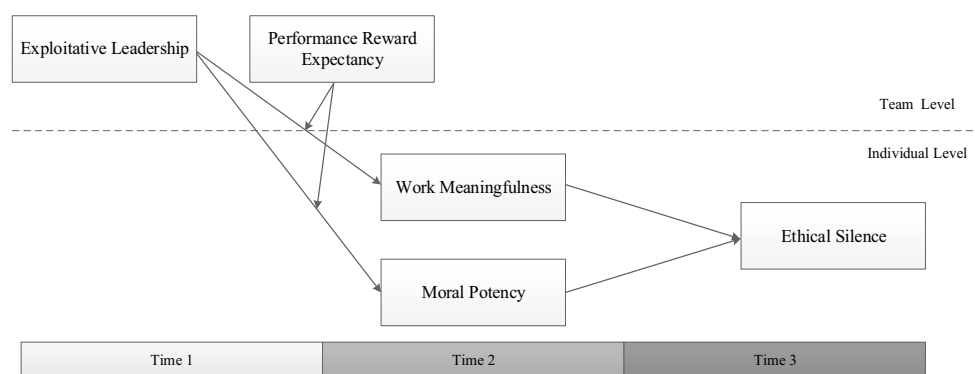 Exploitative Leadership
Performance Reward
Expectancy
Team Level
Individual Level
Work Meaningfulness
Ethical Silence
Moral Potency
Time 1
Time 2
Time 3